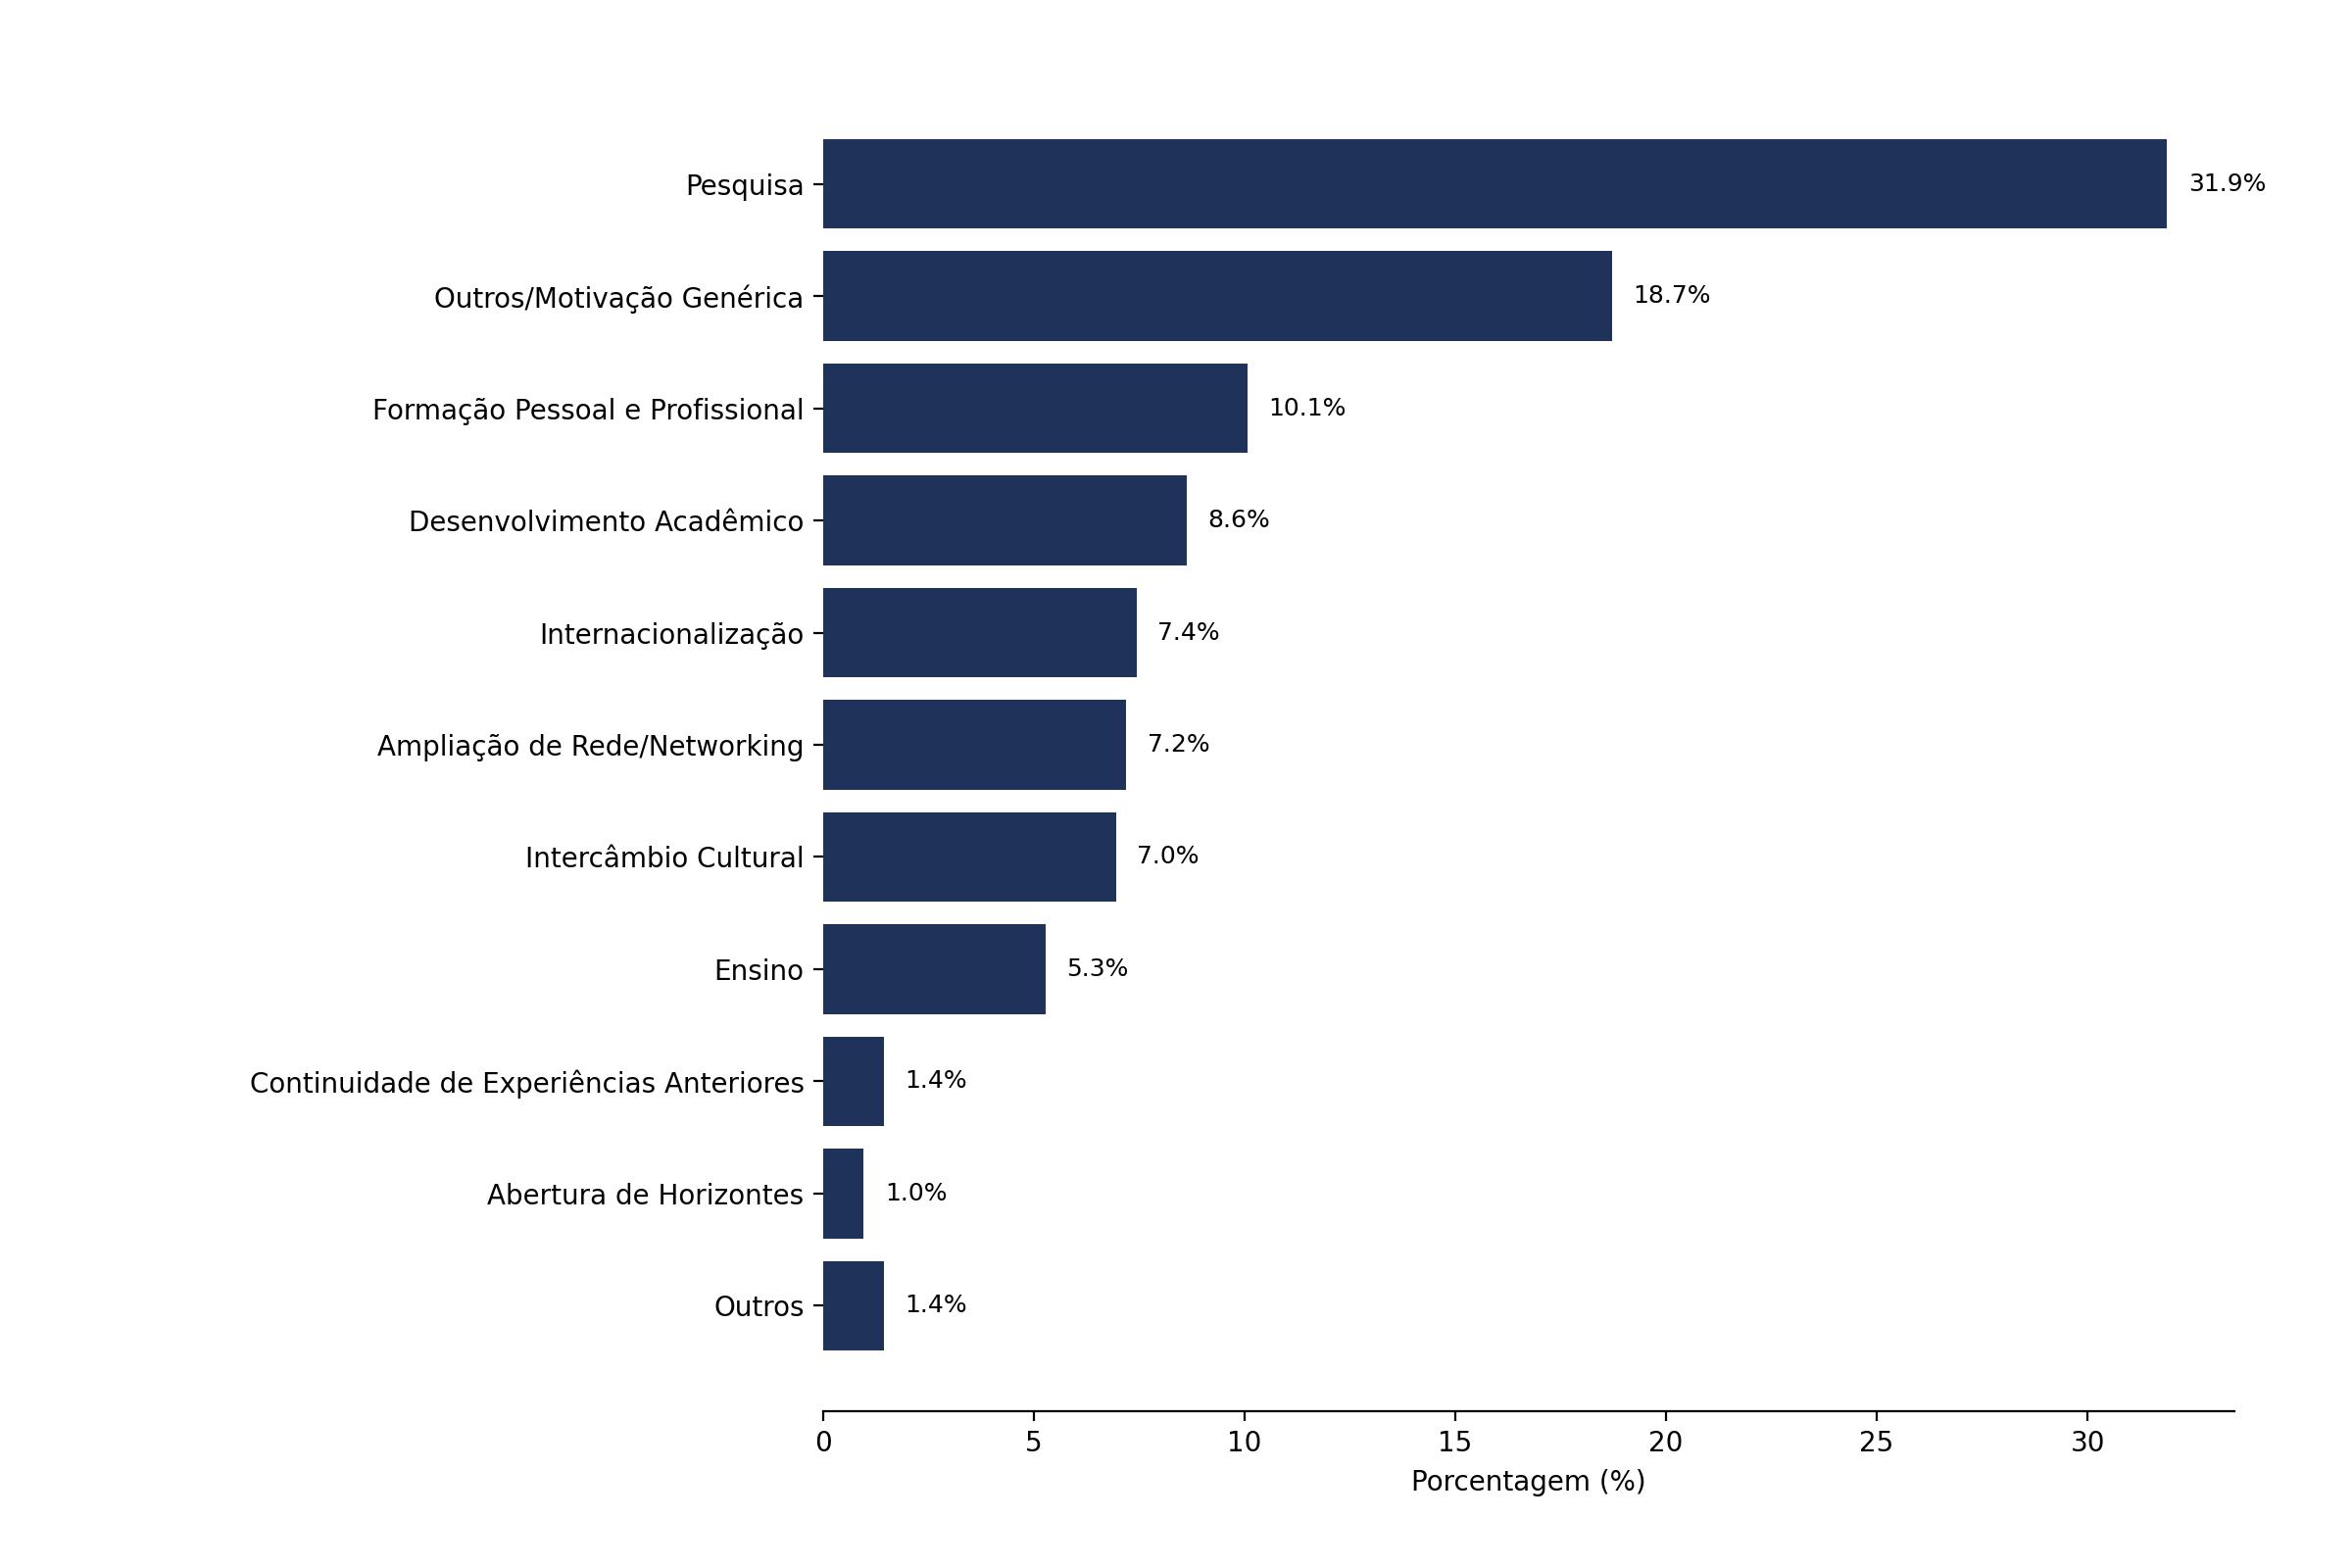 Pesquisa 31.9%
Outros/Motivação Genérica 18.7%
Formação Pessoal e Profissional 10.1%
Desenvolvimento Acadêmico 8.6%
Internacionalização 7.4%
Ampliação de Rede/Networking 7.2%
Intercâmbio Cultural 7.0%
Ensino 5.3%
Continuidade de Experiências Anteriores 1.4%
Abertura de Horizontes 1.0%
Outros 1.4%
0 5 10 15 20 25 30
Porcentagem (%)